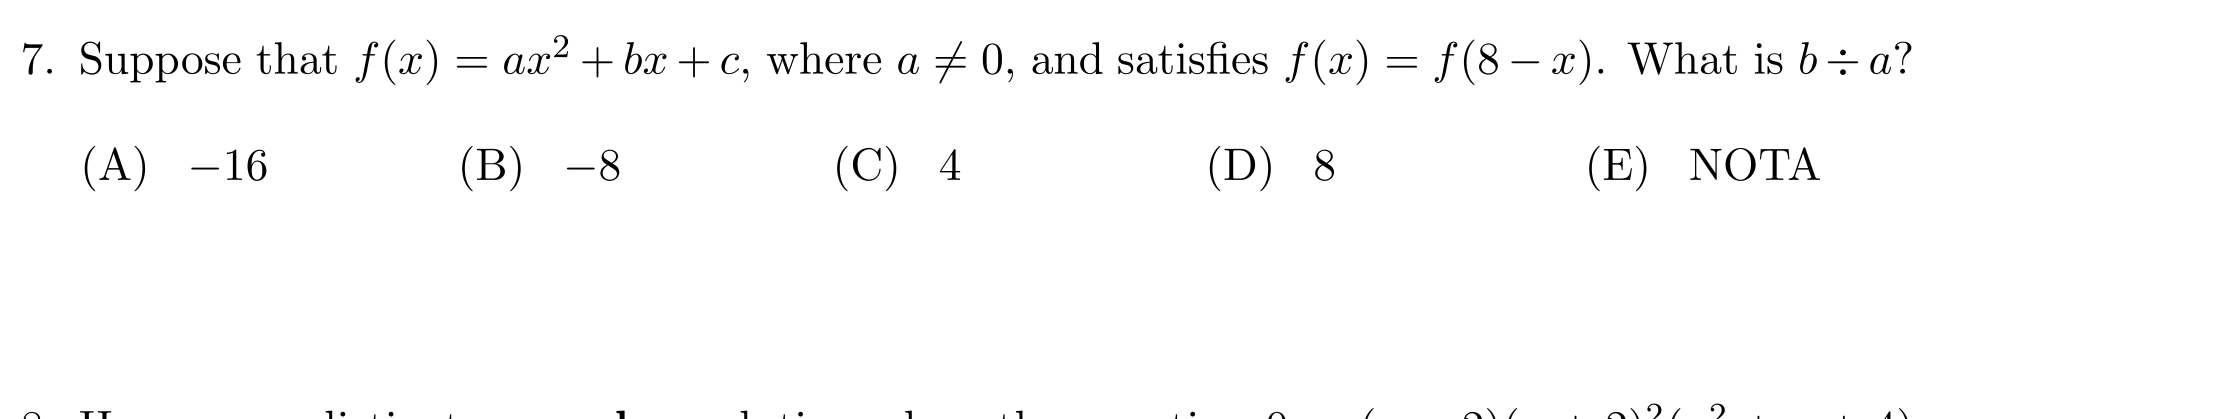 7. Suppose that f(x) = ax² + bx + c, where a ≠ 0, and satisfies f(x) = f(8 − x). What is b ÷ a?
(A) −16 (B) −8 (C) 4 (D) 8 (E) NOTA